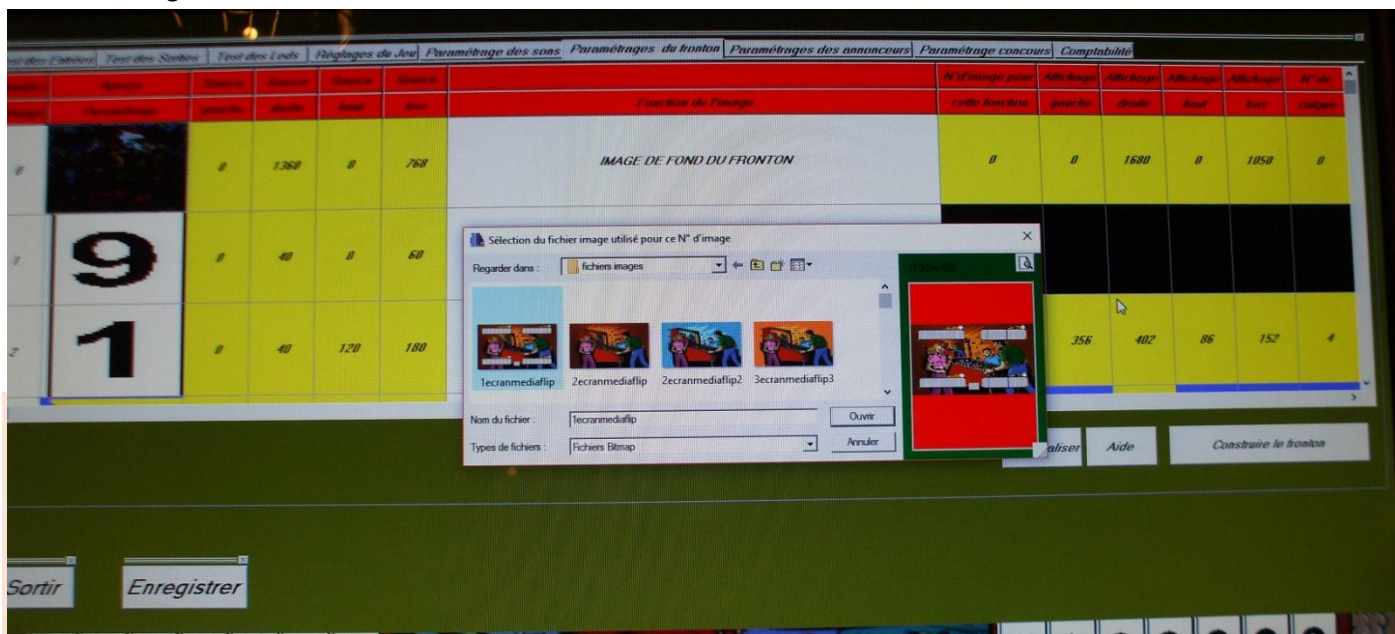 Test des Sorties Test des Leds Réglages du Jeu Paramétrage des sons Paramétrages du fronton Paramétrages des annonceurs Paramétrage concours Comptabilité
N°d'image pour Affichage Affichage Affichage Affichage N° de
Fonction de l'image cette fonction gauche droite haut bas
0 0 1360 0 768 IMAGE DE FOND DU FRONTON 0 0 1680 0 1050 0
9 0 40 0 60
Sélection du fichier image utilisé pour ce N° d'image
Regarder dans : fichiers images
2 1 0 40 120 180 356 402 86 152 4
1ecranmediaflip 2ecranmediaflip 2ecranmediaflip2 3ecranmediaflip3
Nom du fichier : 1ecranmediaflip Ouvrir
Types de fichiers : Fichiers Bitmap Annuler
aliser Aide Construire le fronton
Sortir Enregistrer